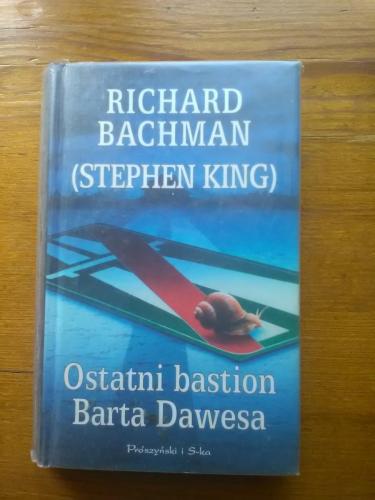 RICHARD
BACHMAN
(STEPHEN KING)
Ostatni bastion
Barta Dawesa
Prószyński i S-ka